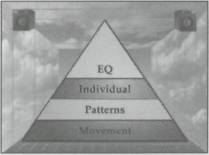 EQ
Individual
Patterns
Movement